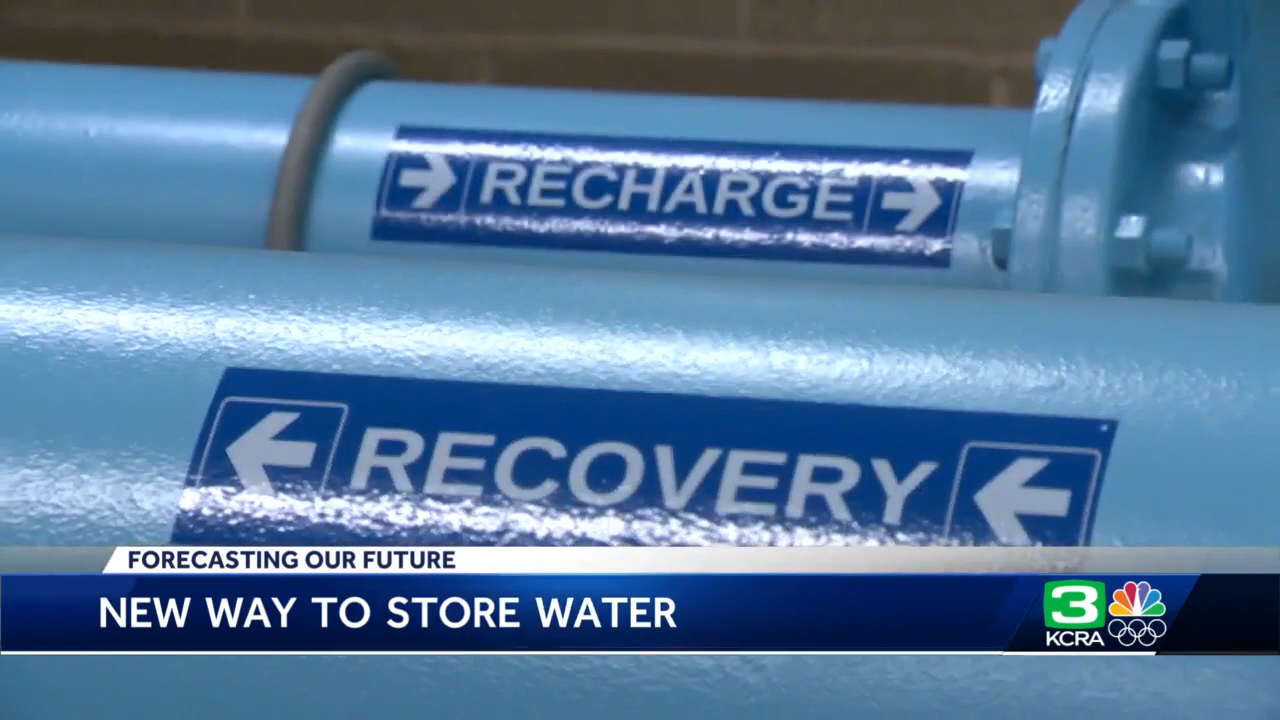 RECHARGE
RECOVERY
FORECASTING OUR FUTURE
NEW WAY TO STORE WATER
3
KCRA